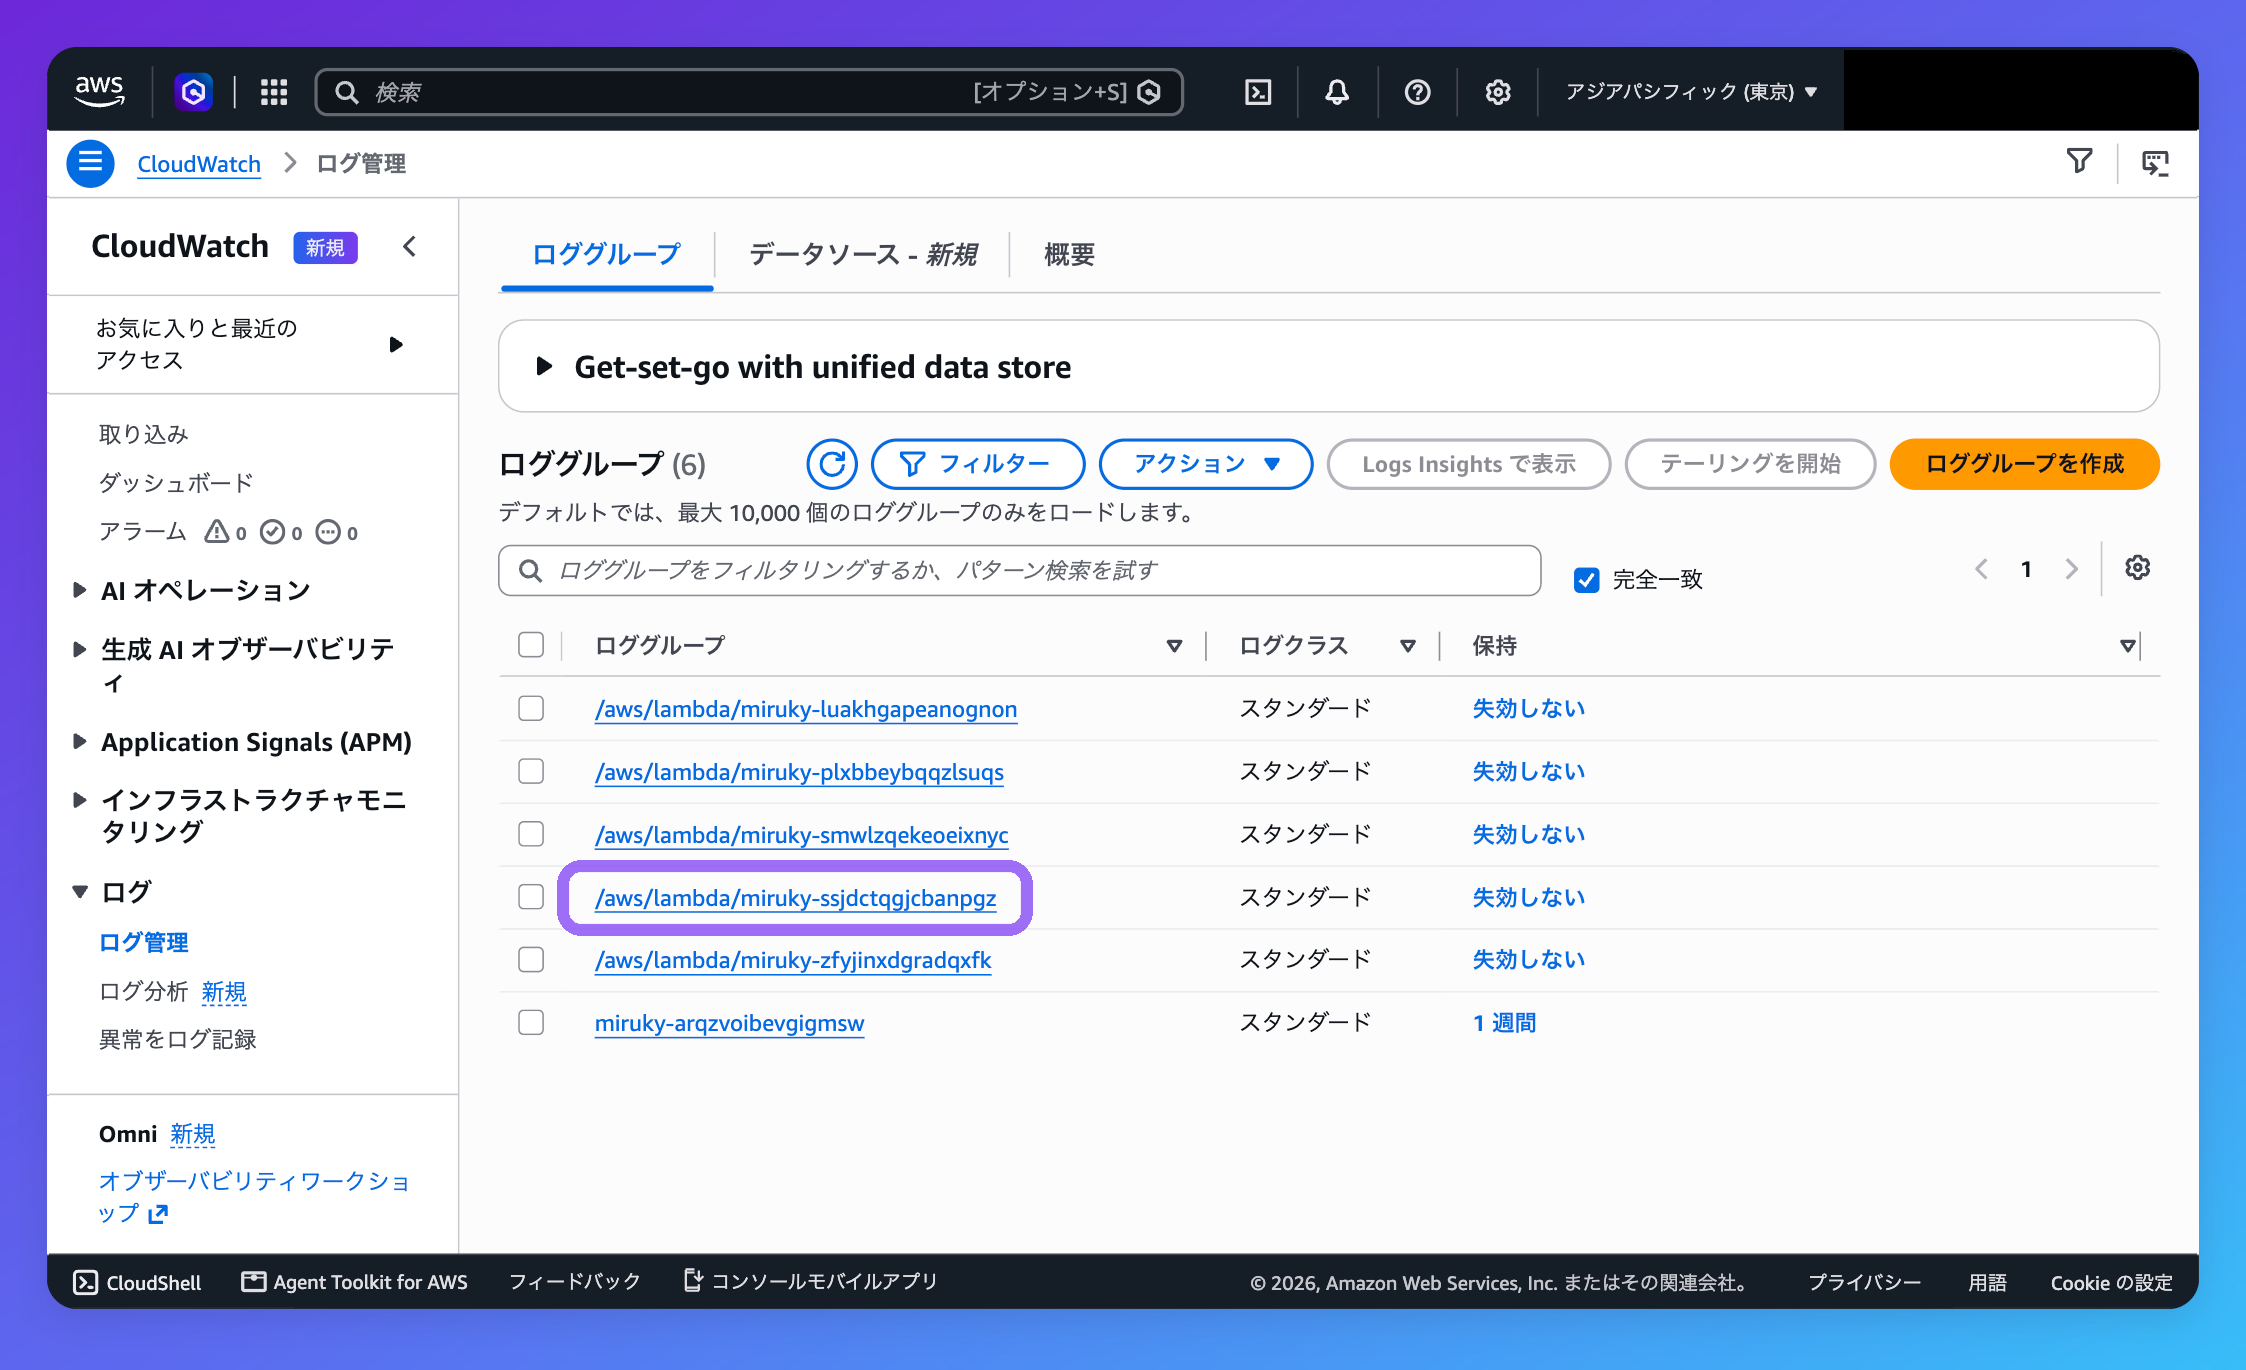 aws
検索 [オプション+S]
アジアパシフィック (東京)
CloudWatch
ログ管理
CloudWatch 新規
お気に入りと最近の
アクセス
取り込み
ダッシュボード
アラーム 0 0 0
AI オペレーション
生成 AI オブザーバビリテ
ィ
Application Signals (APM)
インフラストラクチャモニ
タリング
ログ
ログ管理
ログ分析 新規
異常をログ記録
Omni 新規
オブザーバビリティワークショ
ップ
ロググループ
データソース - 新規
概要
Get-set-go with unified data store
ロググループ (6)
フィルター
アクション
Logs Insights で表示
テーリングを開始
ロググループを作成
デフォルトでは、最大 10,000 個のロググループのみをロードします。
ロググループをフィルタリングするか、パターン検索を試す
完全一致
1
ロググループ ログクラス 保持
/aws/lambda/miruky-luakhgapeanognon スタンダード 失効しない
/aws/lambda/miruky-plxbbeybqqzlsuqs スタンダード 失効しない
/aws/lambda/miruky-smwlzqekeoeixnyc スタンダード 失効しない
/aws/lambda/miruky-ssjdctqgjcbanpgz スタンダード 失効しない
/aws/lambda/miruky-zfyjinxdgradqxfk スタンダード 失効しない
miruky-arqzvoibevgigmsw スタンダード 1 週間
CloudShell
Agent Toolkit for AWS
フィードバック
コンソールモバイルアプリ
© 2026, Amazon Web Services, Inc. またはその関連会社。
プライバシー
用語
Cookie の設定